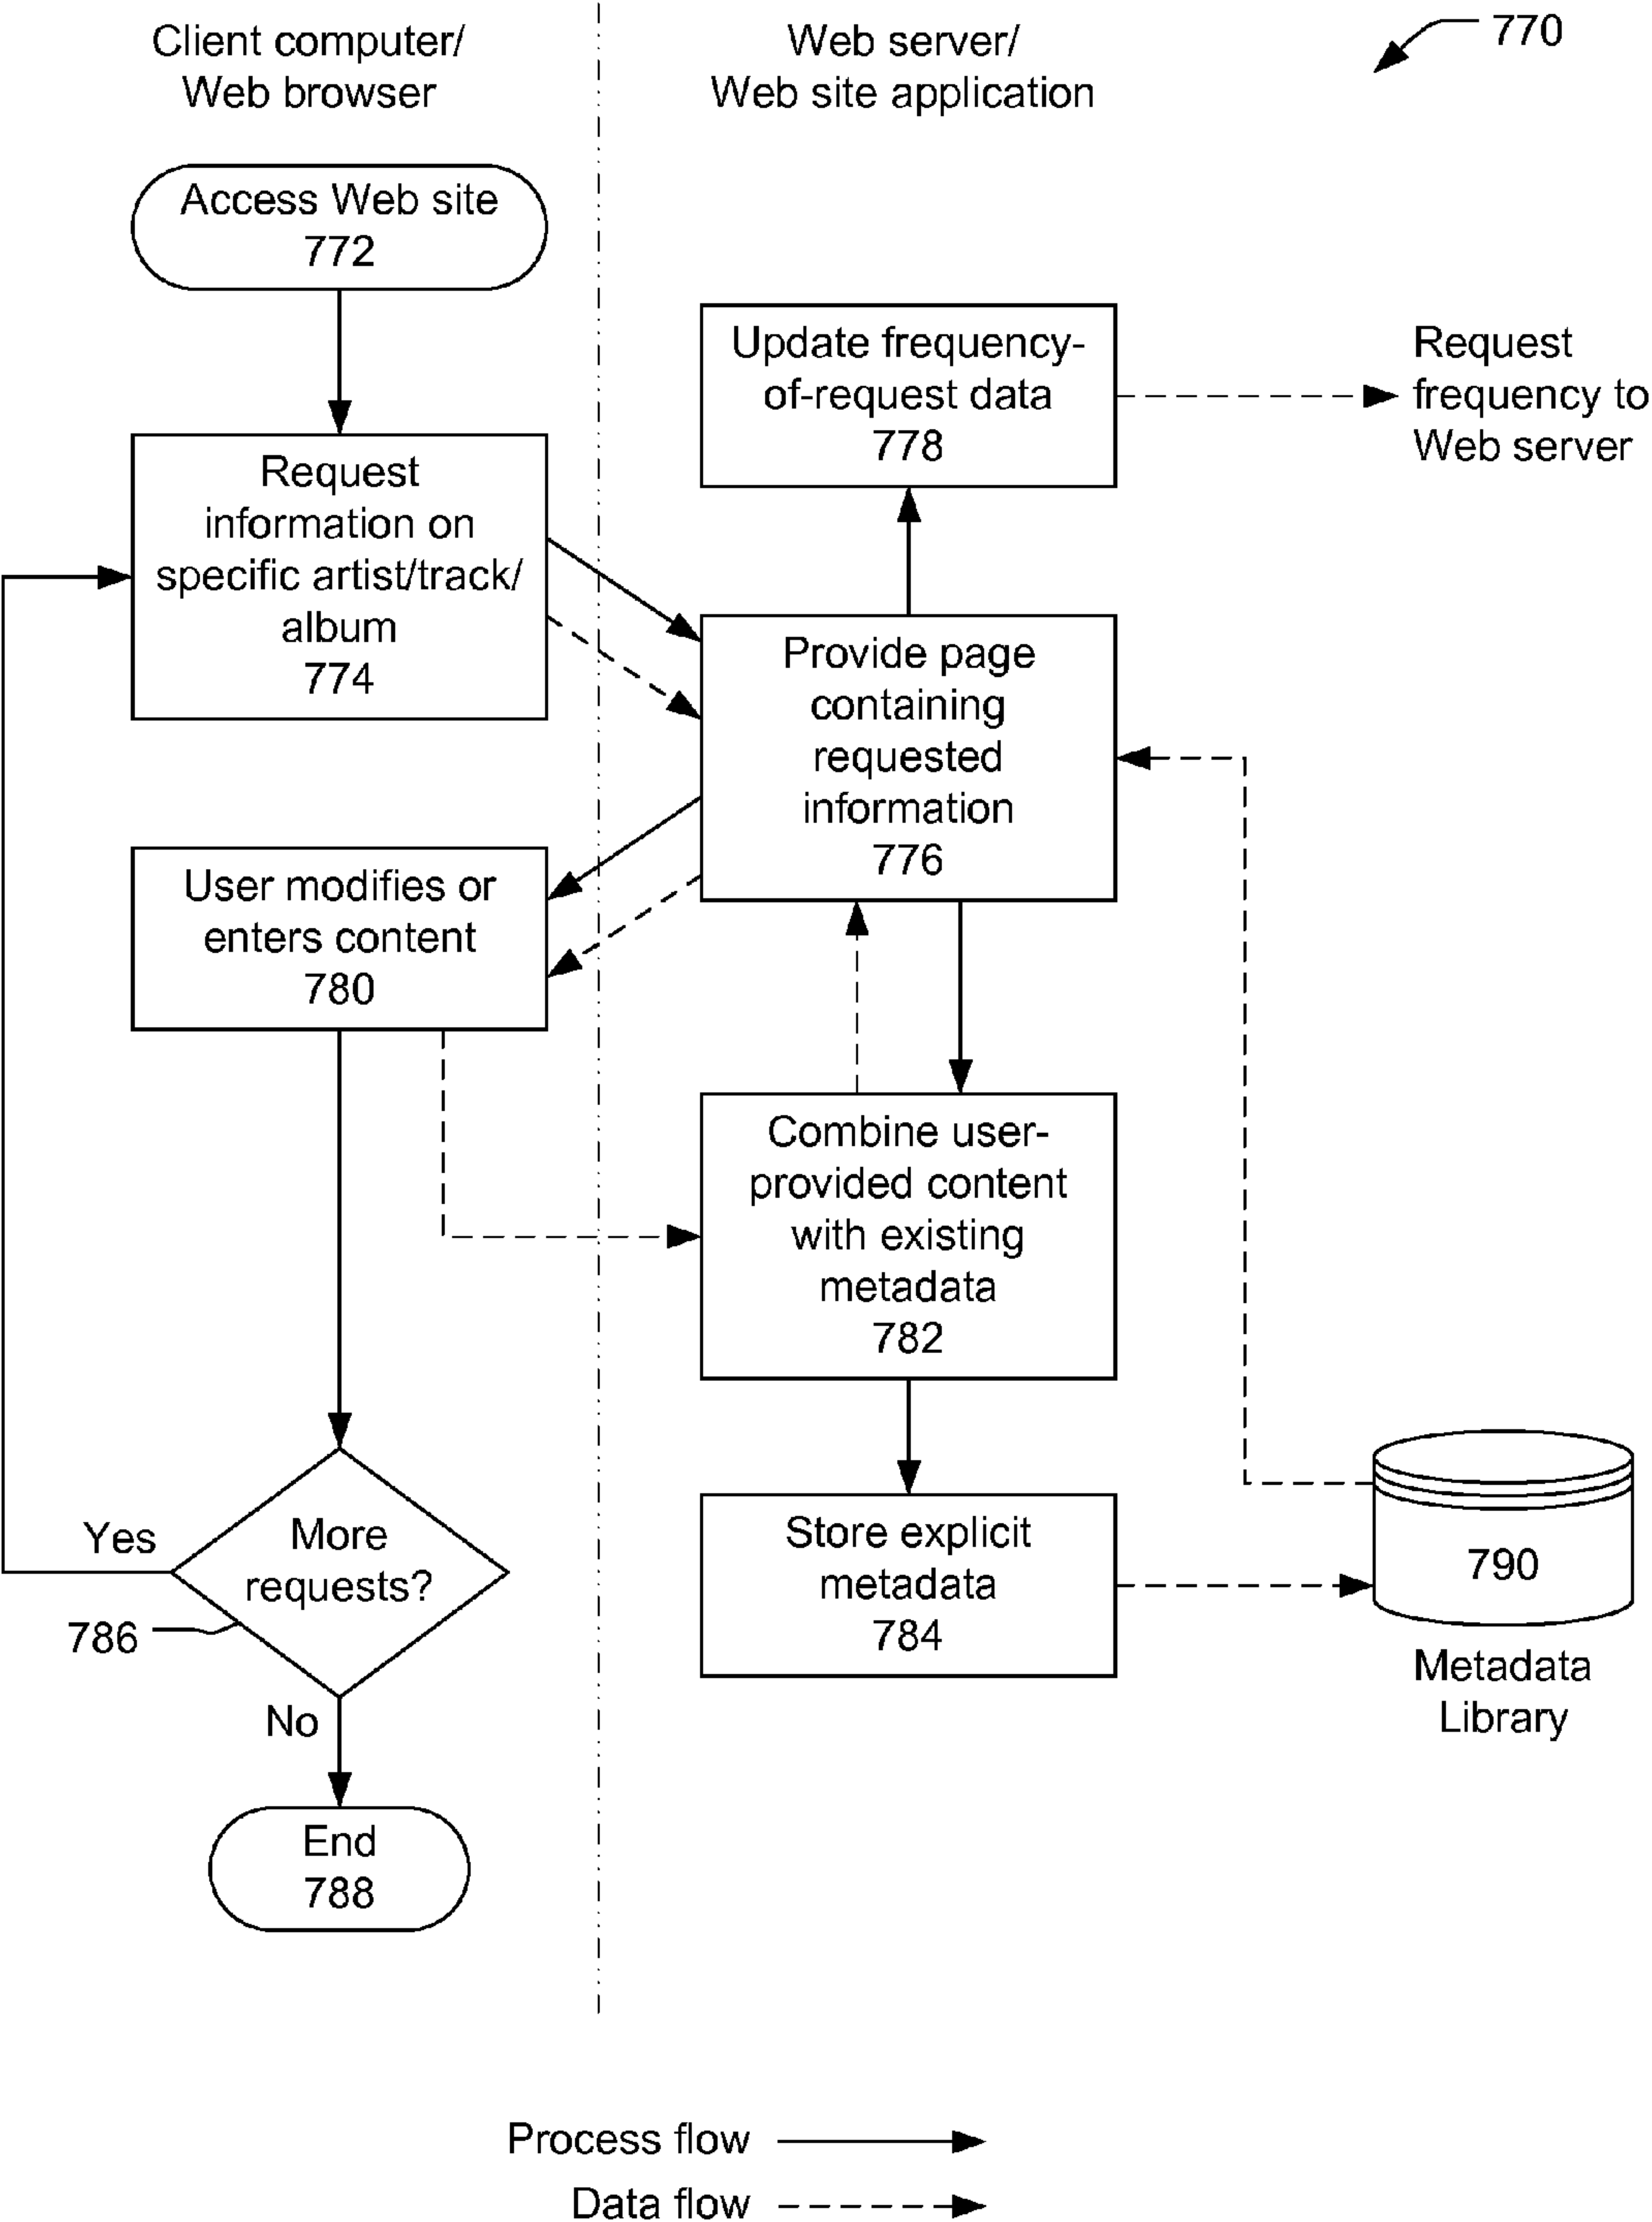 Client computer/
Web browser
Web server/
Web site application
770
Access Web site
772
Request
information on
specific artist/track/
album
774
Update frequency-
of-request data
778
Request
frequency to
Web server
Provide page
containing
requested
information
776
User modifies or
enters content
780
Combine user-
provided content
with existing
metadata
782
Yes
More
requests?
786
No
Store explicit
metadata
784
790
Metadata
Library
End
788
Process flow
Data flow